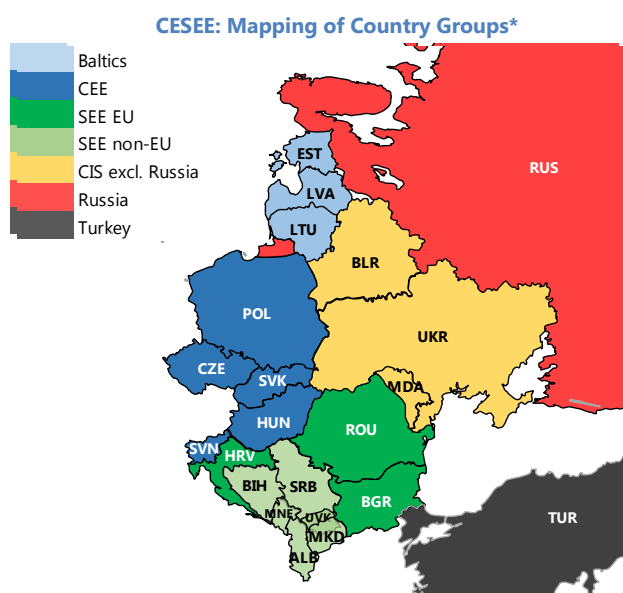 CESEE: Mapping of Country Groups*
Baltics
CEE
SEE EU
SEE non-EU
CIS excl. Russia
Russia
Turkey
EST
RUS
LVA
LTU
BLR
POL
UKR
CZE
SVK
MDA
HUN
ROU
SVN
HRV
BIH
SRB
BGR
MNE
UVK
TUR
MKD
ALB